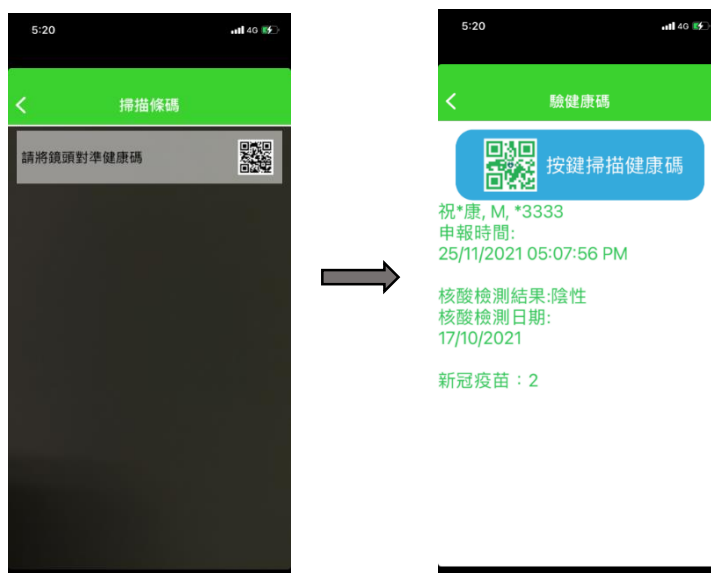 5:20
4G
掃描條碼
請將鏡頭對準健康碼
5:20
4G
驗健康碼
按鍵掃描健康碼
祝*康, M, *3333
申報時間:
25/11/2021 05:07:56 PM
核酸檢測結果:陰性
核酸檢測日期:
17/10/2021
新冠疫苗：2